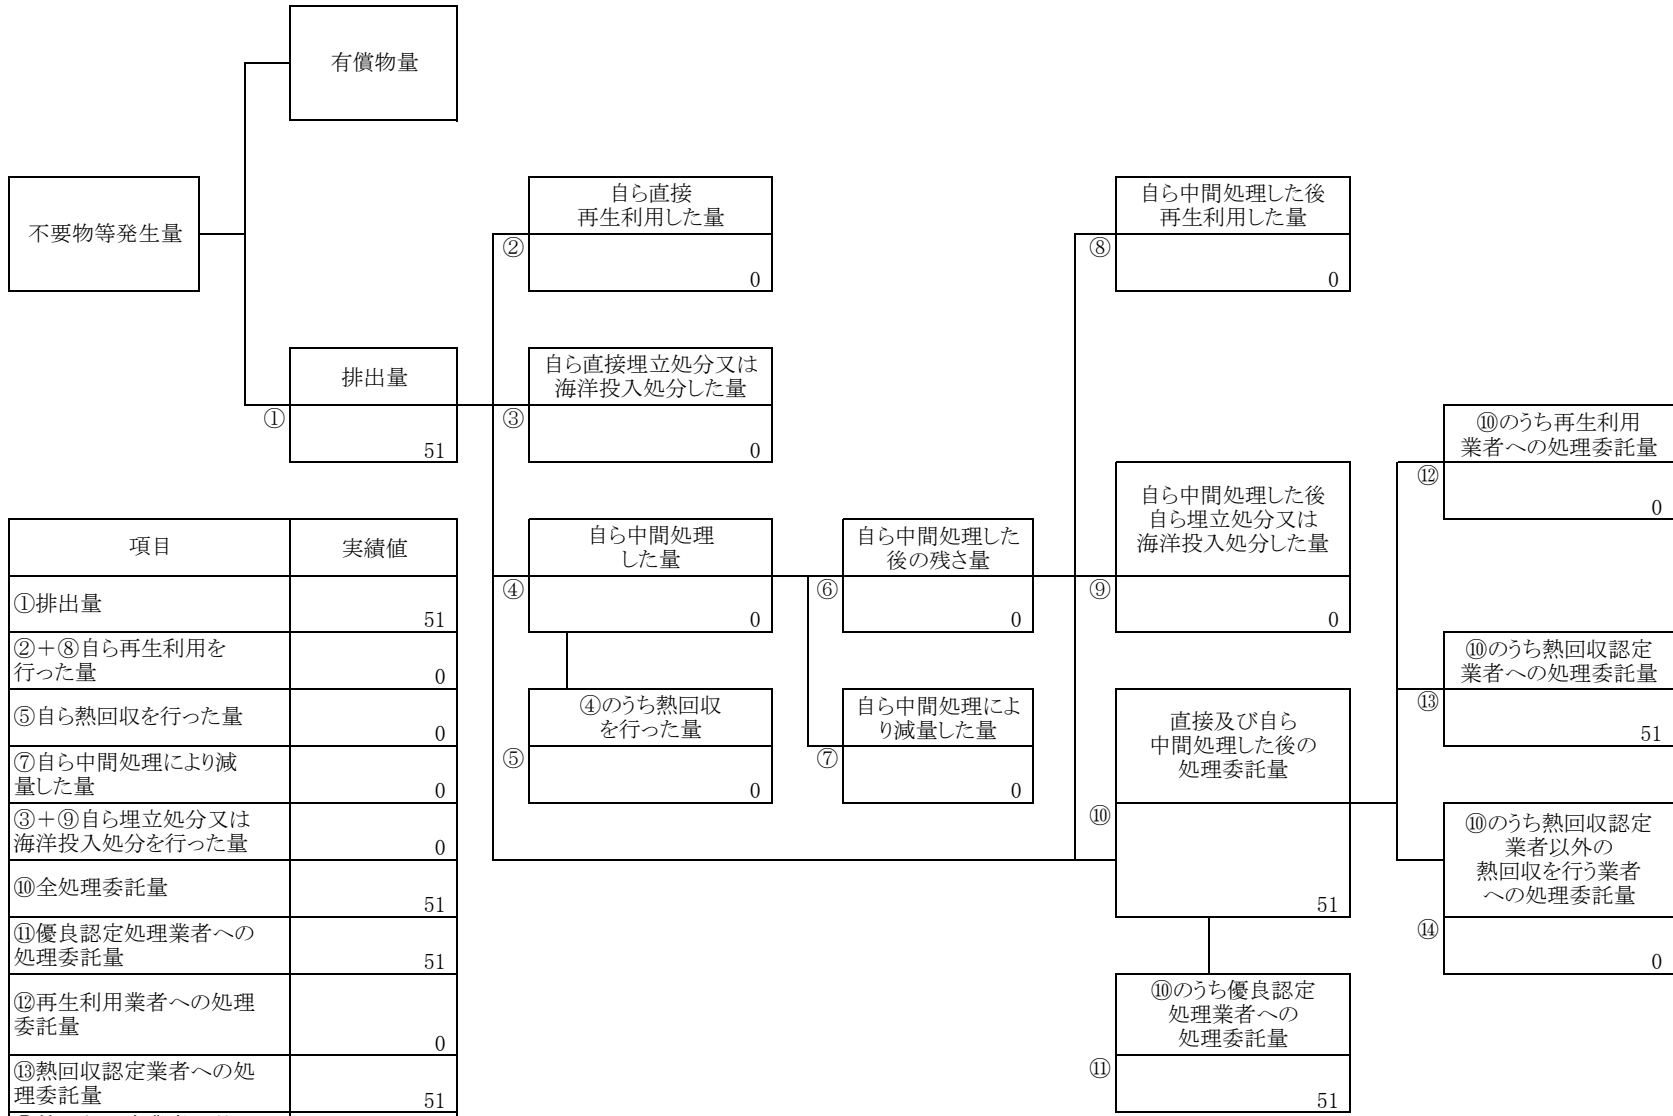 有償物量
不要物等発生量
自ら直接
再生利用した量
②
0
自ら中間処理した後
再生利用した量
⑧
0
排出量
①
51
自ら直接埋立処分又は
海洋投入処分した量
③
0
⑩のうち再生利用
業者への処理委託量
⑫
0
自ら中間処理
した量
④
0
自ら中間処理した
後の残さ量
⑥
0
自ら中間処理した後
自ら埋立処分又は
海洋投入処分した量
⑨
0
⑩のうち熱回収認定
業者への処理委託量
⑬
51
④のうち熱回収
を行った量
⑤
0
自ら中間処理によ
り減量した量
⑦
0
直接及び自ら
中間処理した後の
処理委託量
⑩
51
⑩のうち熱回収認定
業者以外の
熱回収を行う業者
への処理委託量
⑭
0
⑩のうち優良認定
処理業者への
処理委託量
⑪
51
項目
実績値
①排出量
51
②+⑧自ら再生利用を
行った量
0
⑤自ら熱回収を行った量
0
⑦自ら中間処理により減
量した量
0
③+⑨自ら埋立処分又は
海洋投入処分を行った量
0
⑩全処理委託量
51
⑪優良認定処理業者への
処理委託量
51
⑫再生利用業者への処理
委託量
0
⑬熱回収認定業者への処
理委託量
51